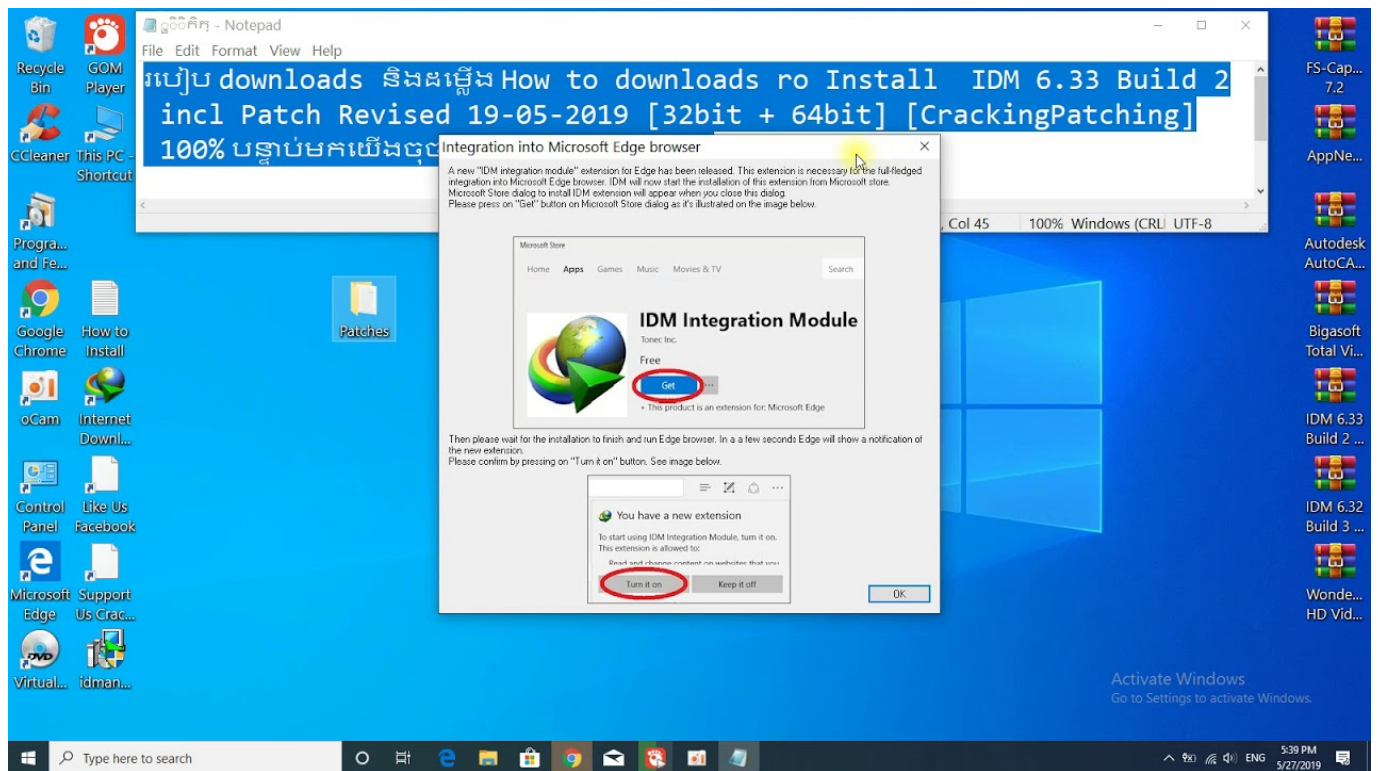 Recycle Bin
GOM Player
CCleaner
This PC - Shortcut
Progra... and Fe...
Google Chrome
How to Install
oCam
Internet Downl...
Control Panel
Like Us Facebook
Microsoft Edge
Support Us Crac...
Virtual...
idman...
- Notepad
File Edit Format View Help
របៀប downloads និងដម្លើង How to downloads ro Install IDM 6.33 Build 2
incl Patch Revised 19-05-2019 [32bit + 64bit] [CrackingPatching]
100% បន្ទាប់មកយើងចុច
, Col 45 100% Windows (CRL UTF-8
Patches
Integration into Microsoft Edge browser
A new "IDM integration module" extension for Edge has been released. This extension is necessary for the full-fledged
integration into Microsoft Edge browser. IDM will now start the installation of this extension from Microsoft store.
Microsoft Store dialog to install IDM extension will appear when you close this dialog.
Please press on "Get" button on Microsoft Store dialog as it's illustrated on the image below.
Microsoft Store
Home Apps Games Music Movies & TV Search
IDM Integration Module
Tonec Inc.
Free
Get ...
+ This product is an extension for: Microsoft Edge
Then please wait for the installation to finish and run Edge browser. In a a few seconds Edge will show a notification of
the new extension.
Please confirm by pressing on "Turn it on" button. See image below.
You have a new extension
To start using IDM Integration Module, turn it on.
This extension is allowed to:
Read and change content on websites that you
Turn it on Keep it off
OK
FS-Cap... 7.2
AppNe...
Autodesk AutoCA...
Bigasoft Total Vi...
IDM 6.33 Build 2 ...
IDM 6.32 Build 3 ...
Wonde... HD Vid...
Activate Windows
Go to Settings to activate Windows.
Type here to search
ENG
5:39 PM
5/27/2019